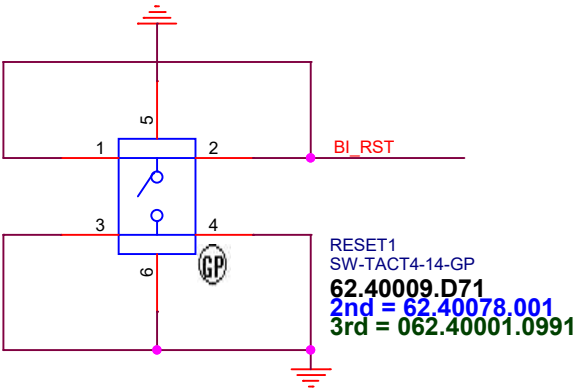 5
1
2
BI_RST
3
4
GP
6
RESET1
SW-TACT4-14-GP
62.40009.D71
2nd = 62.40078.001
3rd = 062.40001.0991